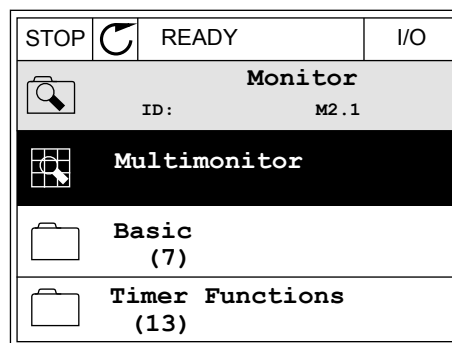 STOP READY I/O
Monitor
ID: M2.1
Multimonitor
Basic
(7)
Timer Functions
(13)